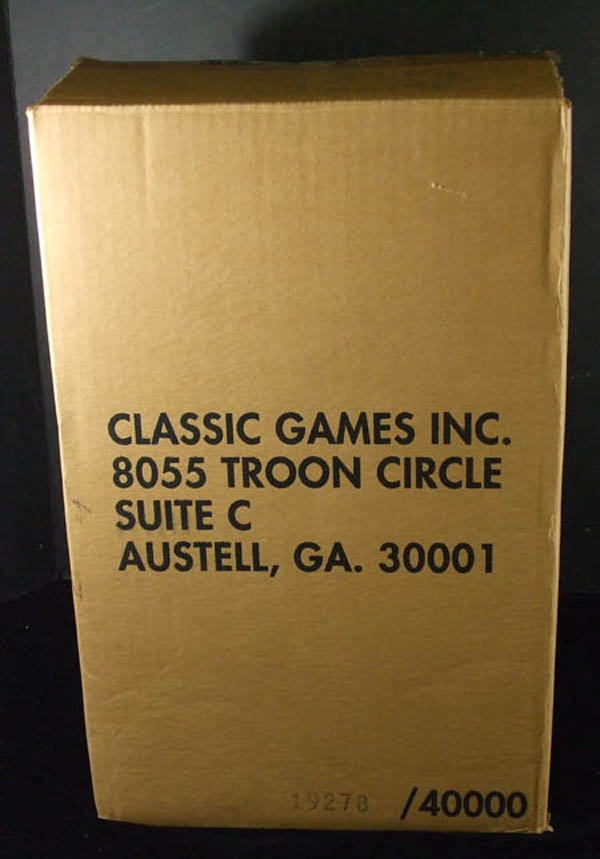 CLASSIC GAMES INC.
8055 TROON CIRCLE
SUITE C
AUSTELL, GA. 30001
19278 /40000